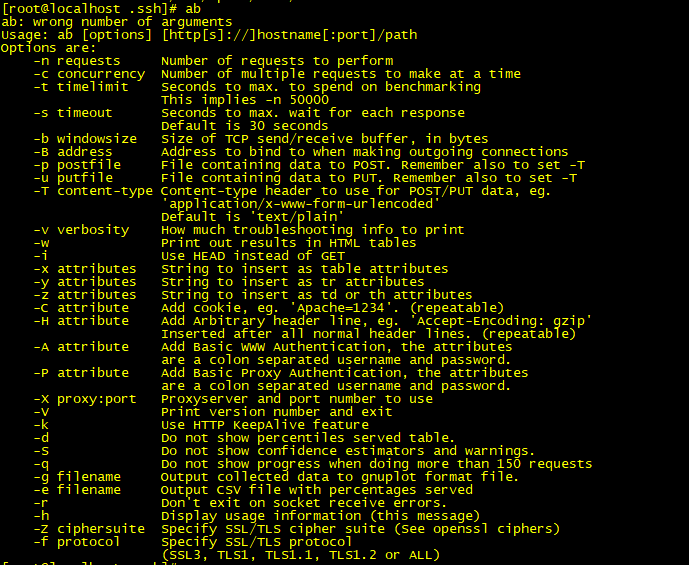 [root@localhost .ssh]# ab
ab: wrong number of arguments
Usage: ab [options] [http[s]://]hostname[:port]/path
Options are:
    -n requests     Number of requests to perform
    -c concurrency  Number of multiple requests to make at a time
    -t timelimit    Seconds to max. to spend on benchmarking
                    This implies -n 50000
    -s timeout      Seconds to max. wait for each response
                    Default is 30 seconds
    -b windowsize   Size of TCP send/receive buffer, in bytes
    -B address      Address to bind to when making outgoing connections
    -p postfile     File containing data to POST. Remember also to set -T
    -u putfile      File containing data to PUT. Remember also to set -T
    -T content-type Content-type header to use for POST/PUT data, eg.
                    'application/x-www-form-urlencoded'
                    Default is 'text/plain'
    -v verbosity    How much troubleshooting info to print
    -w              Print out results in HTML tables
    -i              Use HEAD instead of GET
    -x attributes   String to insert as table attributes
    -y attributes   String to insert as tr attributes
    -z attributes   String to insert as td or th attributes
    -C attribute    Add cookie, eg. 'Apache=1234'. (repeatable)
    -H attribute    Add Arbitrary header line, eg. 'Accept-Encoding: gzip'
                    Inserted after all normal header lines. (repeatable)
    -A attribute    Add Basic WWW Authentication, the attributes
                    are a colon separated username and password.
    -P attribute    Add Basic Proxy Authentication, the attributes
                    are a colon separated username and password.
    -X proxy:port   Proxyserver and port number to use
    -V              Print version number and exit
    -k              Use HTTP KeepAlive feature
    -d              Do not show percentiles served table.
    -S              Do not show confidence estimators and warnings.
    -q              Do not show progress when doing more than 150 requests
    -g filename     Output collected data to gnuplot format file.
    -e filename     Output CSV file with percentages served
    -r              Don't exit on socket receive errors.
    -h              Display usage information (this message)
    -Z ciphersuite  Specify SSL/TLS cipher suite (See openssl ciphers)
    -f protocol     Specify SSL/TLS protocol
                    (SSL3, TLS1, TLS1.1, TLS1.2 or ALL)